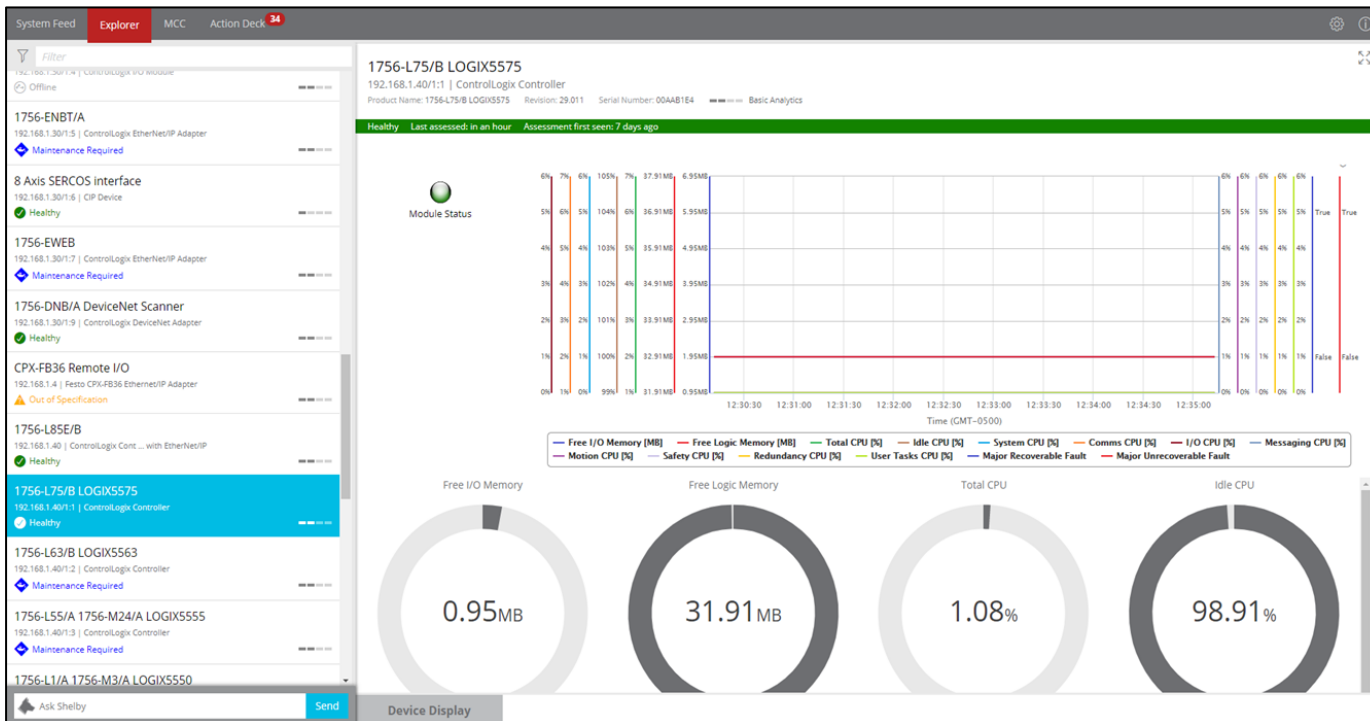 System Feed Explorer MCC Action Deck 34
Filter
192.168.1.30/1:4 | ControlLogix I/O Module
Offline
1756-ENBT/A
192.168.1.30/1:5 | ControlLogix EtherNet/IP Adapter
Maintenance Required
8 Axis SERCOS interface
192.168.1.30/1:6 | CIP Device
Healthy
1756-EWEB
192.168.1.30/1:7 | ControlLogix EtherNet/IP Adapter
Maintenance Required
1756-DNB/A DeviceNet Scanner
192.168.1.30/1:9 | ControlLogix DeviceNet Adapter
Healthy
CPX-FB36 Remote I/O
192.168.1.4 | Festo CPX-FB36 Ethernet/IP Adapter
Out of Specification
1756-L85E/B
192.168.1.40 | ControlLogix Cont ... with EtherNet/IP
Healthy
1756-L75/B LOGIX5575
192.168.1.40/1:1 | ControlLogix Controller
Healthy
1756-L63/B LOGIX5563
192.168.1.40/1:2 | ControlLogix Controller
Maintenance Required
1756-L55/A 1756-M24/A LOGIX5555
192.168.1.40/1:3 | ControlLogix Controller
Maintenance Required
1756-L1/A 1756-M3/A LOGIX5550
Ask Shelby Send
1756-L75/B LOGIX5575
192.168.1.40/1:1 | ControlLogix Controller
Product Name: 1756-L75/B LOGIX5575 Revision: 29.011 Serial Number: 00AAB1E4 Basic Analytics
Healthy Last assessed: in an hour Assessment first seen: 7 days ago
Module Status
6% 7% 6% 105% 7% 37.91MB 6.95MB 6% 6% 6% 6% 6%
5% 6% 5% 104% 6% 36.91MB 5.95MB 5% 5% 5% 5% 5% True True
4% 5% 4% 103% 5% 35.91MB 4.95MB 4% 4% 4% 4% 4%
3% 4% 3% 102% 4% 34.91MB 3.95MB 3% 3% 3% 3% 3%
2% 3% 2% 101% 3% 33.91MB 2.95MB 2% 2% 2% 2% 2%
1% 2% 1% 100% 2% 32.91MB 1.95MB 1% 1% 1% 1% 1% False False
0% 1% 0% 99% 1% 31.91MB 0.95MB 0% 0% 0% 0% 0%
12:30:30 12:31:00 12:31:30 12:32:00 12:32:30 12:33:00 12:33:30 12:34:00 12:34:30 12:35:00
Time (GMT-0500)
Free I/O Memory [MB] Free Logic Memory [MB] Total CPU [%] Idle CPU [%] System CPU [%] Comms CPU [%] I/O CPU [%] Messaging CPU [%]
Motion CPU [%] Safety CPU [%] Redundancy CPU [%] User Tasks CPU [%] Major Recoverable Fault Major Unrecoverable Fault
Free I/O Memory Free Logic Memory Total CPU Idle CPU
0.95MB 31.91MB 1.08% 98.91%
Device Display